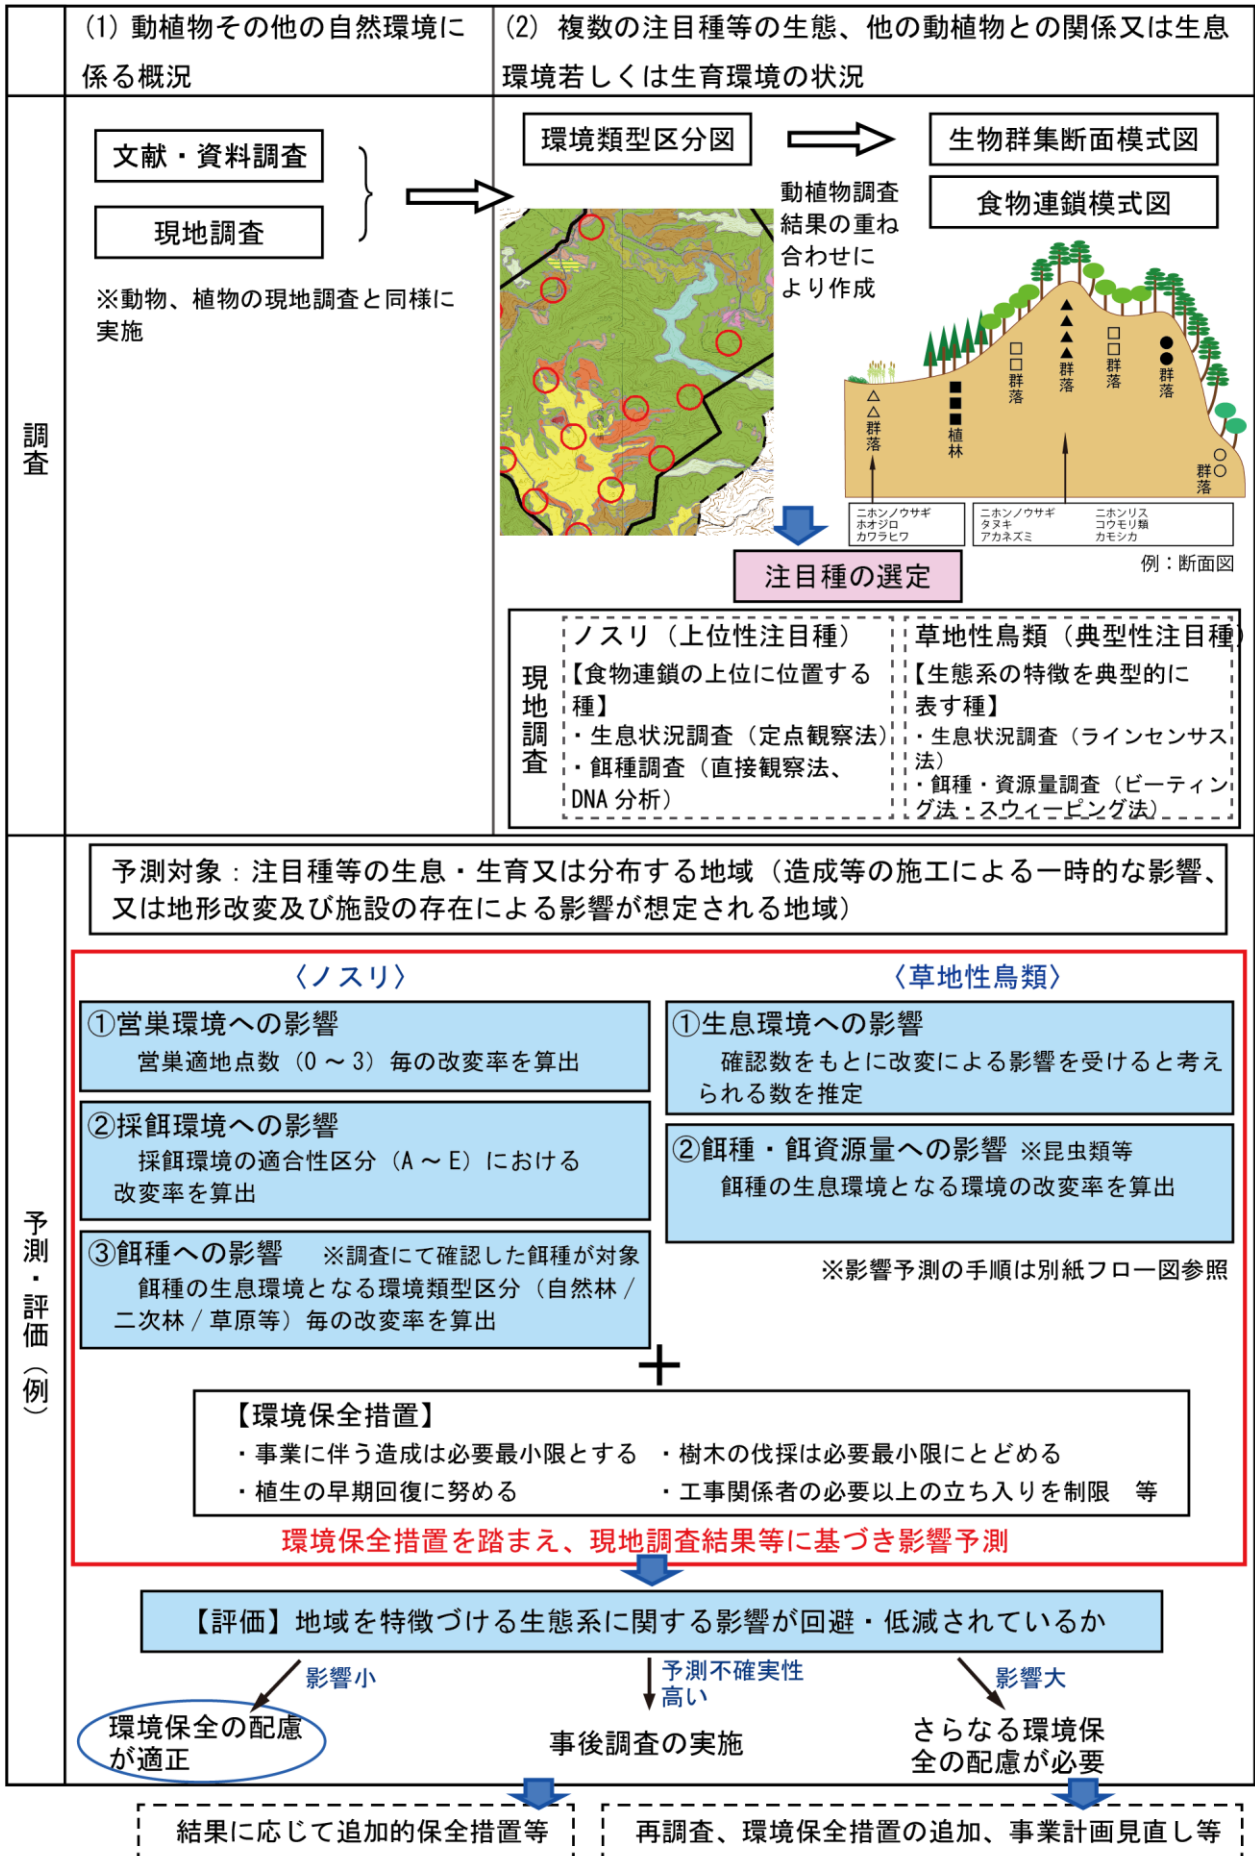 (1) 動植物その他の自然環境に
係る概況
(2) 複数の注目種等の生態、他の動植物との関係又は生息
環境若しくは生育環境の状況
調査
文献・資料調査
現地調査
※動物、植物の現地調査と同様に
実施
環境類型区分図
動植物調査
結果の重ね
合わせに
より作成
生物群集断面模式図
食物連鎖模式図
△△群落
■■■植林
□□群落
▲▲▲▲群落
□□群落
●●群落
○○群落
ニホンノウサギ
ホオジロ
カワラヒワ
ニホンノウサギ
タヌキ
アカネズミ
ニホンリス
コウモリ類
カモシカ
例：断面図
注目種の選定
現地調査
ノスリ（上位性注目種）
【食物連鎖の上位に位置する
種】
・生息状況調査（定点観察法）
・餌種調査（直接観察法、
DNA 分析）
草地性鳥類（典型性注目種）
【生態系の特徴を典型的に
表す種】
・生息状況調査（ラインセンサス
法）
・餌種・資源量調査（ビーティン
グ法・スウィーピング法）
予測・評価（例）
予測対象：注目種等の生息・生育又は分布する地域（造成等の施工による一時的な影響、
又は地形改変及び施設の存在による影響が想定される地域）
〈ノスリ〉
①営巣環境への影響
営巣適地点数（0～3）毎の改変率を算出
②採餌環境への影響
採餌環境の適合性区分（A～E）における
改変率を算出
③餌種への影響　※調査にて確認した餌種が対象
餌種の生息環境となる環境類型区分（自然林/
二次林/草原等）毎の改変率を算出
〈草地性鳥類〉
①生息環境への影響
確認数をもとに改変による影響を受けると考え
られる数を推定
②餌種・餌資源量への影響 ※昆虫類等
餌種の生息環境となる環境の改変率を算出
※影響予測の手順は別紙フロー図参照
＋
【環境保全措置】
・事業に伴う造成は必要最小限とする　・樹木の伐採は必要最小限にとどめる
・植生の早期回復に努める　・工事関係者の必要以上の立ち入りを制限　等
環境保全措置を踏まえ、現地調査結果等に基づき影響予測
【評価】地域を特徴づける生態系に関する影響が回避・低減されているか
影響小
予測不確実性
高い
影響大
環境保全の配慮
が適正
事後調査の実施
さらなる環境保
全の配慮が必要
結果に応じて追加的保全措置等
再調査、環境保全措置の追加、事業計画見直し等